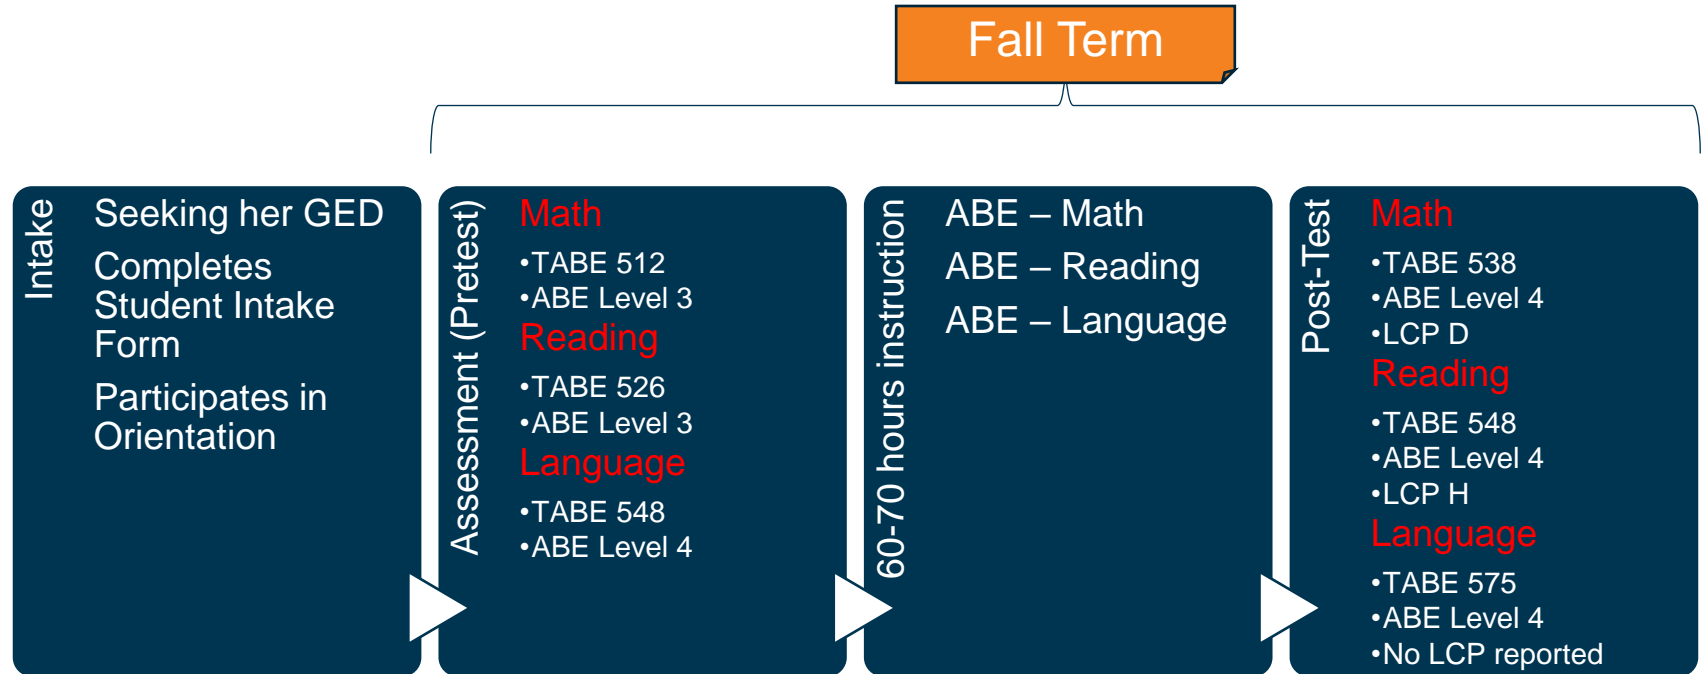 Fall Term
Intake
Seeking her GED
Completes
Student Intake
Form
Participates in
Orientation
Assessment (Pretest)
Math
•TABE 512
•ABE Level 3
Reading
•TABE 526
•ABE Level 3
Language
•TABE 548
•ABE Level 4
60-70 hours instruction
ABE – Math
ABE – Reading
ABE – Language
Post-Test
Math
•TABE 538
•ABE Level 4
•LCP D
Reading
•TABE 548
•ABE Level 4
•LCP H
Language
•TABE 575
•ABE Level 4
•No LCP reported